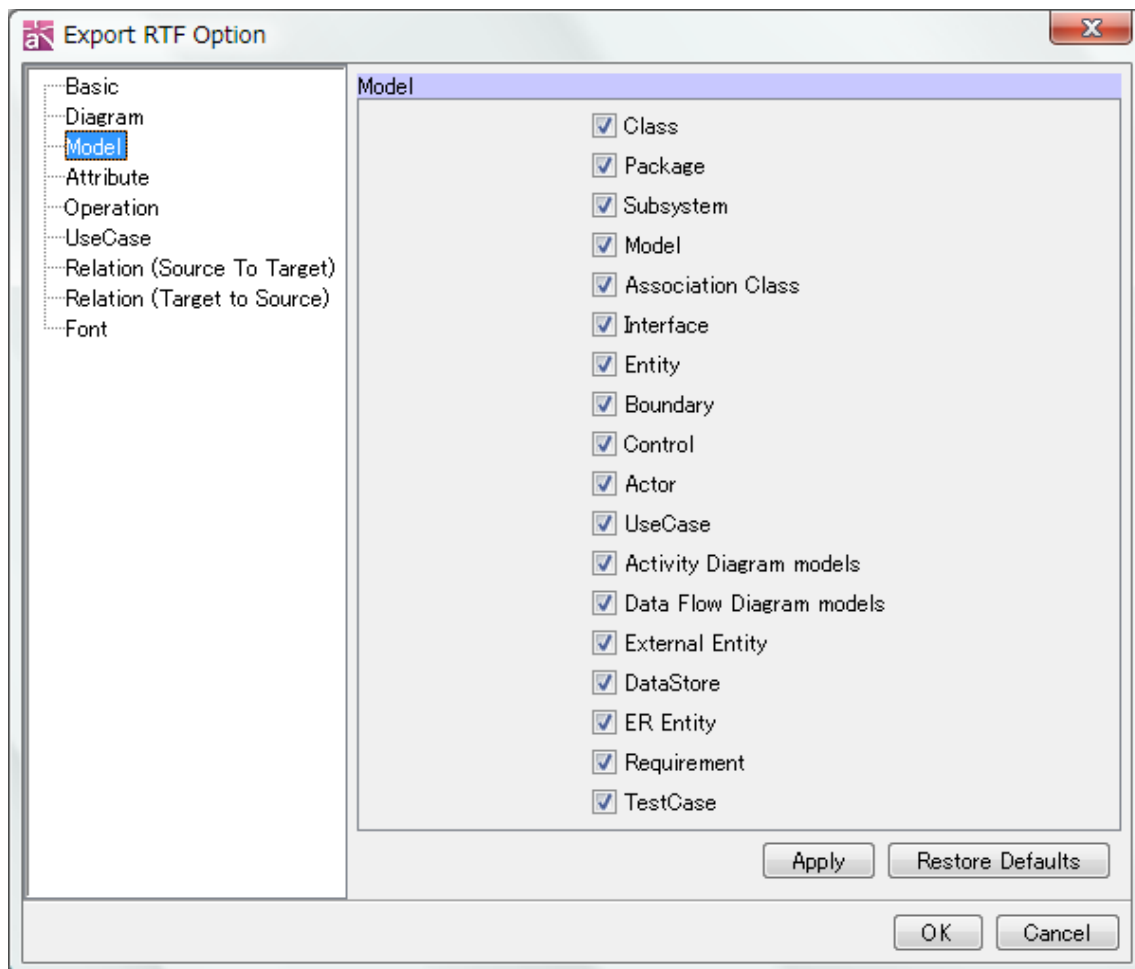 Export RTF Option
Basic
Diagram
Model
Attribute
Operation
UseCase
Relation (Source To Target)
Relation (Target to Source)
Font
Model
Class
Package
Subsystem
Model
Association Class
Interface
Entity
Boundary
Control
Actor
UseCase
Activity Diagram models
Data Flow Diagram models
External Entity
DataStore
ER Entity
Requirement
TestCase
Apply
Restore Defaults
OK
Cancel